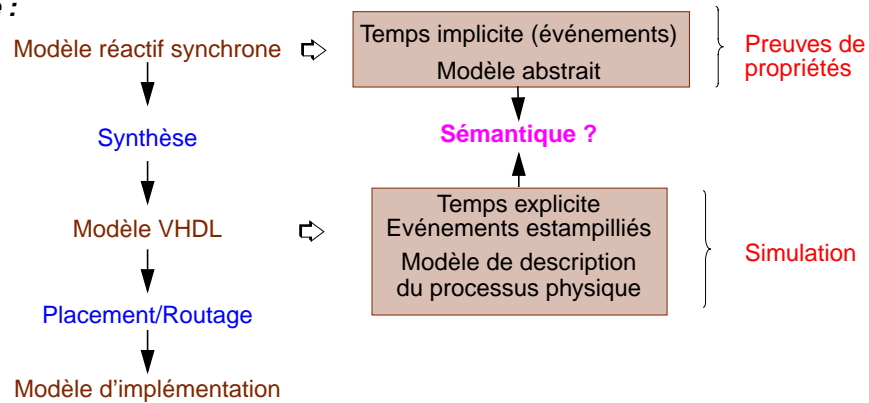 :
Modèle réactif synchrone
Temps implicite (événements)
Modèle abstrait
Preuves de
propriétés
Synthèse
Sémantique ?
Modèle VHDL
Temps explicite
Evénements estampilliés
Modèle de description
du processus physique
Simulation
Placement/Routage
Modèle d'implémentation